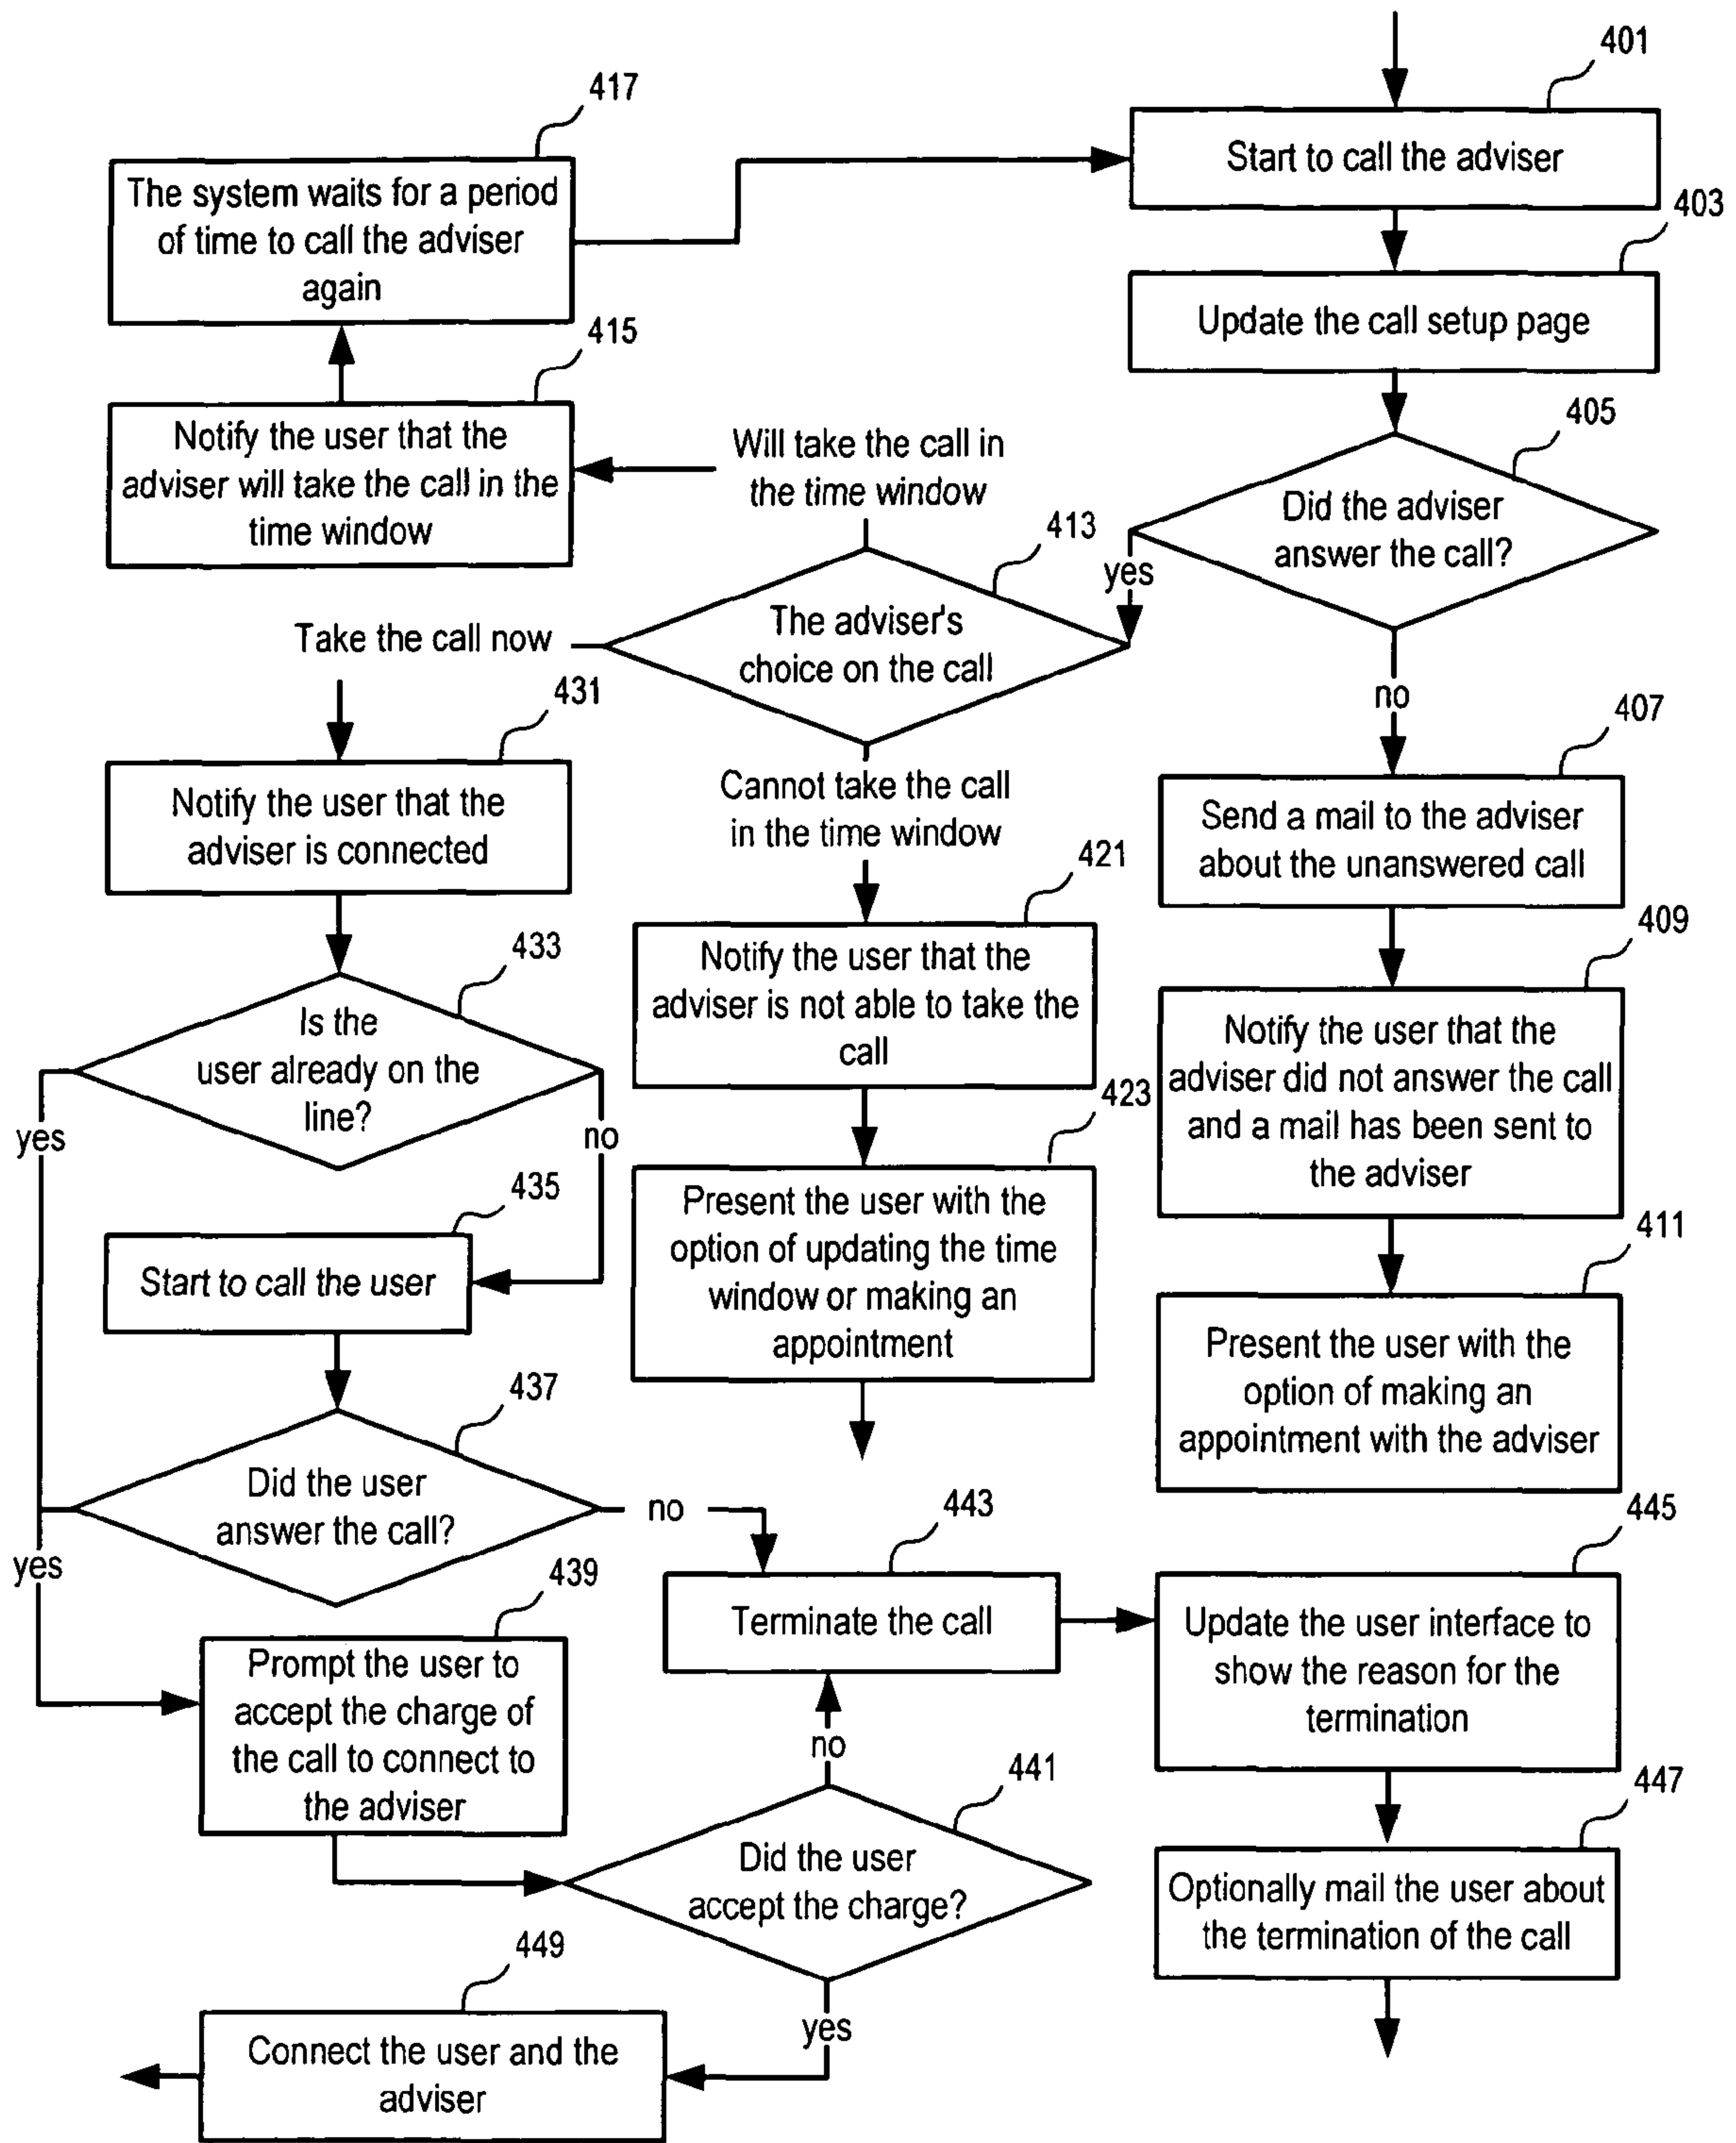 401
Start to call the adviser
403
Update the call setup page
405
Did the adviser
answer the call?
yes
no
407
Send a mail to the adviser
about the unanswered call
409
Notify the user that the
adviser did not answer the call
and a mail has been sent to
the adviser
411
Present the user with the
option of making an
appointment with the adviser
413
The adviser's
choice on the call
Will take the call in
the time window
415
Notify the user that the
adviser will take the call in the
time window
417
The system waits for a period
of time to call the adviser
again
Cannot take the call
in the time window
421
Notify the user that the
adviser is not able to take the
call
423
Present the user with the
option of updating the time
window or making an
appointment
Take the call now
431
Notify the user that the
adviser is connected
433
Is the
user already on the
line?
yes
no
435
Start to call the user
437
Did the user
answer the call?
no
yes
439
Prompt the user to
accept the charge of
the call to connect to
the adviser
441
Did the user
accept the charge?
no
yes
443
Terminate the call
445
Update the user interface to
show the reason for the
termination
447
Optionally mail the user about
the termination of the call
449
Connect the user and the
adviser